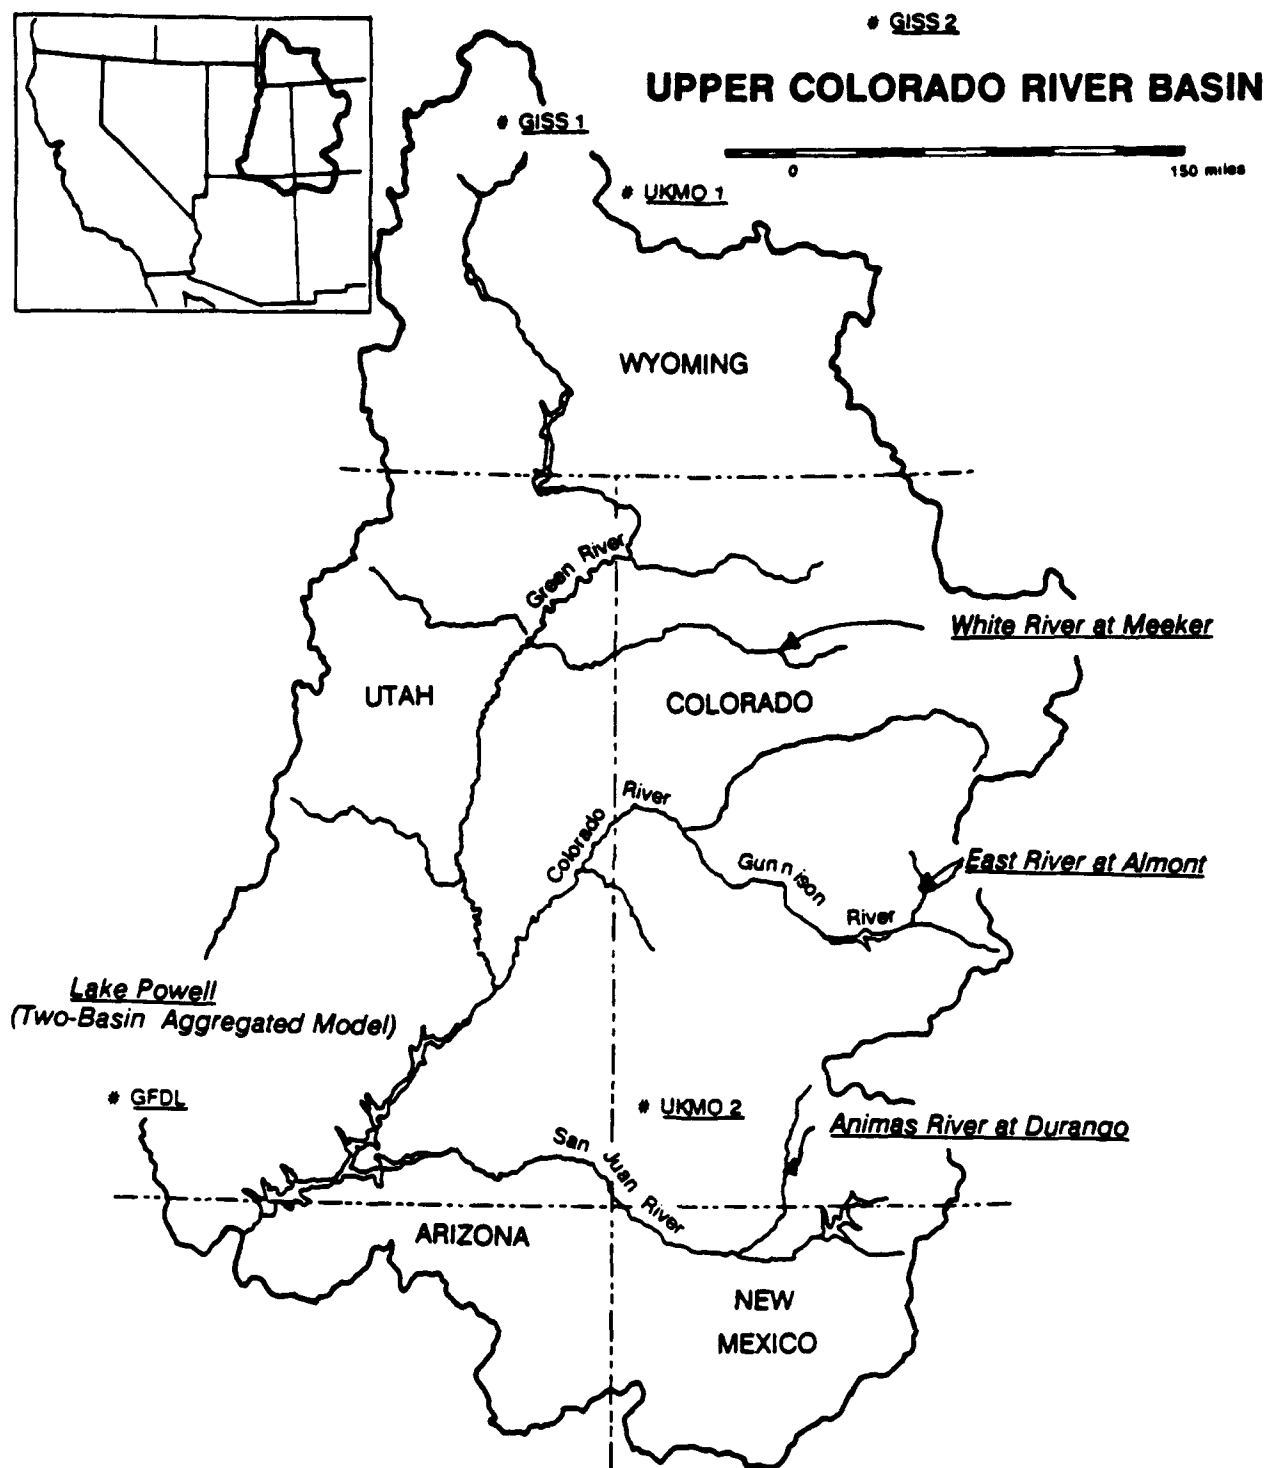 # GISS 2
UPPER COLORADO RIVER BASIN
0 150 miles
# GISS 1
# UKMO 1
WYOMING
Green River
White River at Meeker
UTAH
COLORADO
Colorado River
Gunnison River
East River at Almont
Lake Powell
(Two-Basin Aggregated Model)
# GFDL
# UKMO 2
Animas River at Durango
San Juan River
ARIZONA
NEW
MEXICO